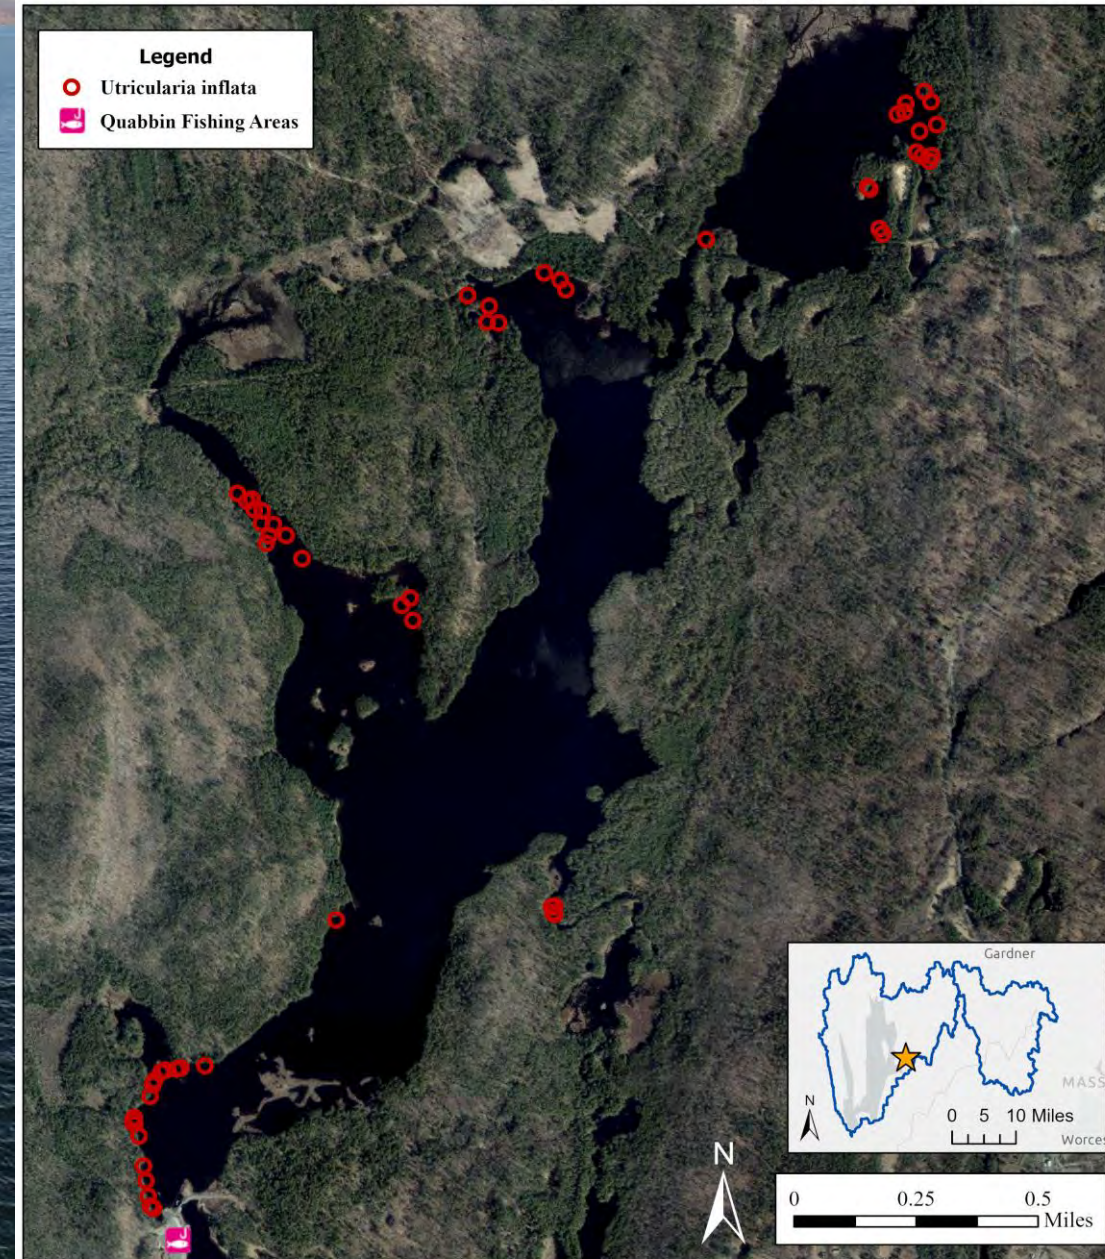 Legend
Utricularia inflata
Quabbin Fishing Areas
Gardner
MASS
N
0 5 10 Miles
Worces
N
0 0.25 0.5
Miles